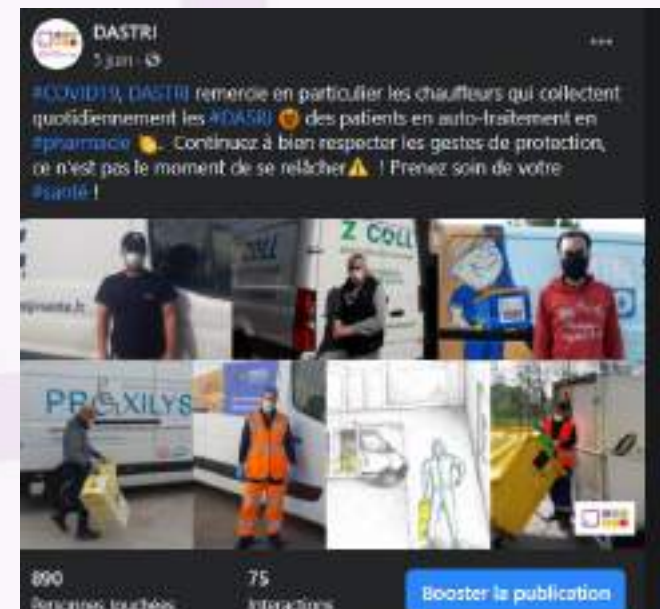 DASTRI
5 juin
#COVID19, DASTRI remercie en particulier les chauffeurs qui collectent
quotidiennement les #DASRI des patients en auto-traitement en
#pharmacie . Continuez à bien respecter les gestes de protection,
ce n'est pas le moment de se relâcher ! Prenez soin de votre
#santé !
COLL
Z COLL
PROXILYS
890
75
Personnes touchées
Interactions
Booster la publication